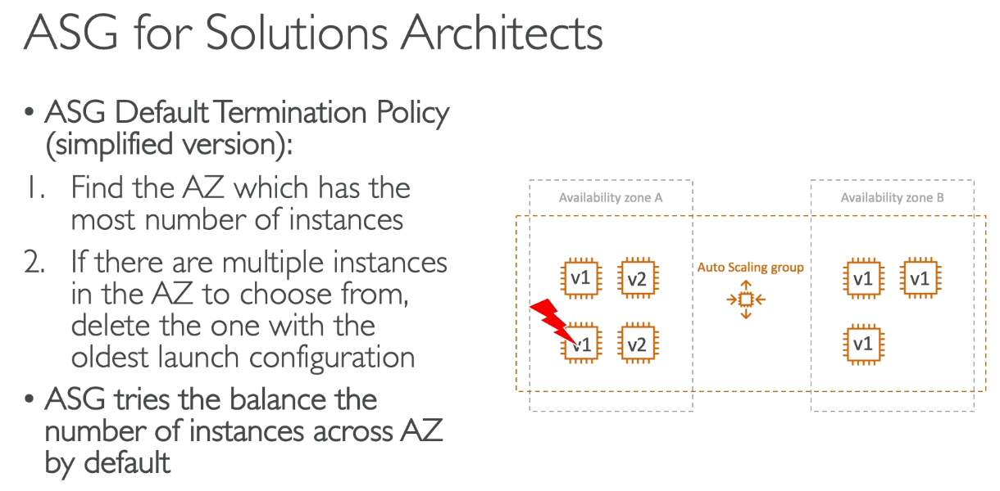 ASG for Solutions Architects
• ASG Default Termination Policy
(simplified version):
1. Find the AZ which has the
most number of instances
2. If there are multiple instances
in the AZ to choose from,
delete the one with the
oldest launch configuration
• ASG tries the balance the
number of instances across AZ
by default
Availability zone A
Availability zone B
v1 v2
Auto Scaling group
v1 v1
v1 v2
v1